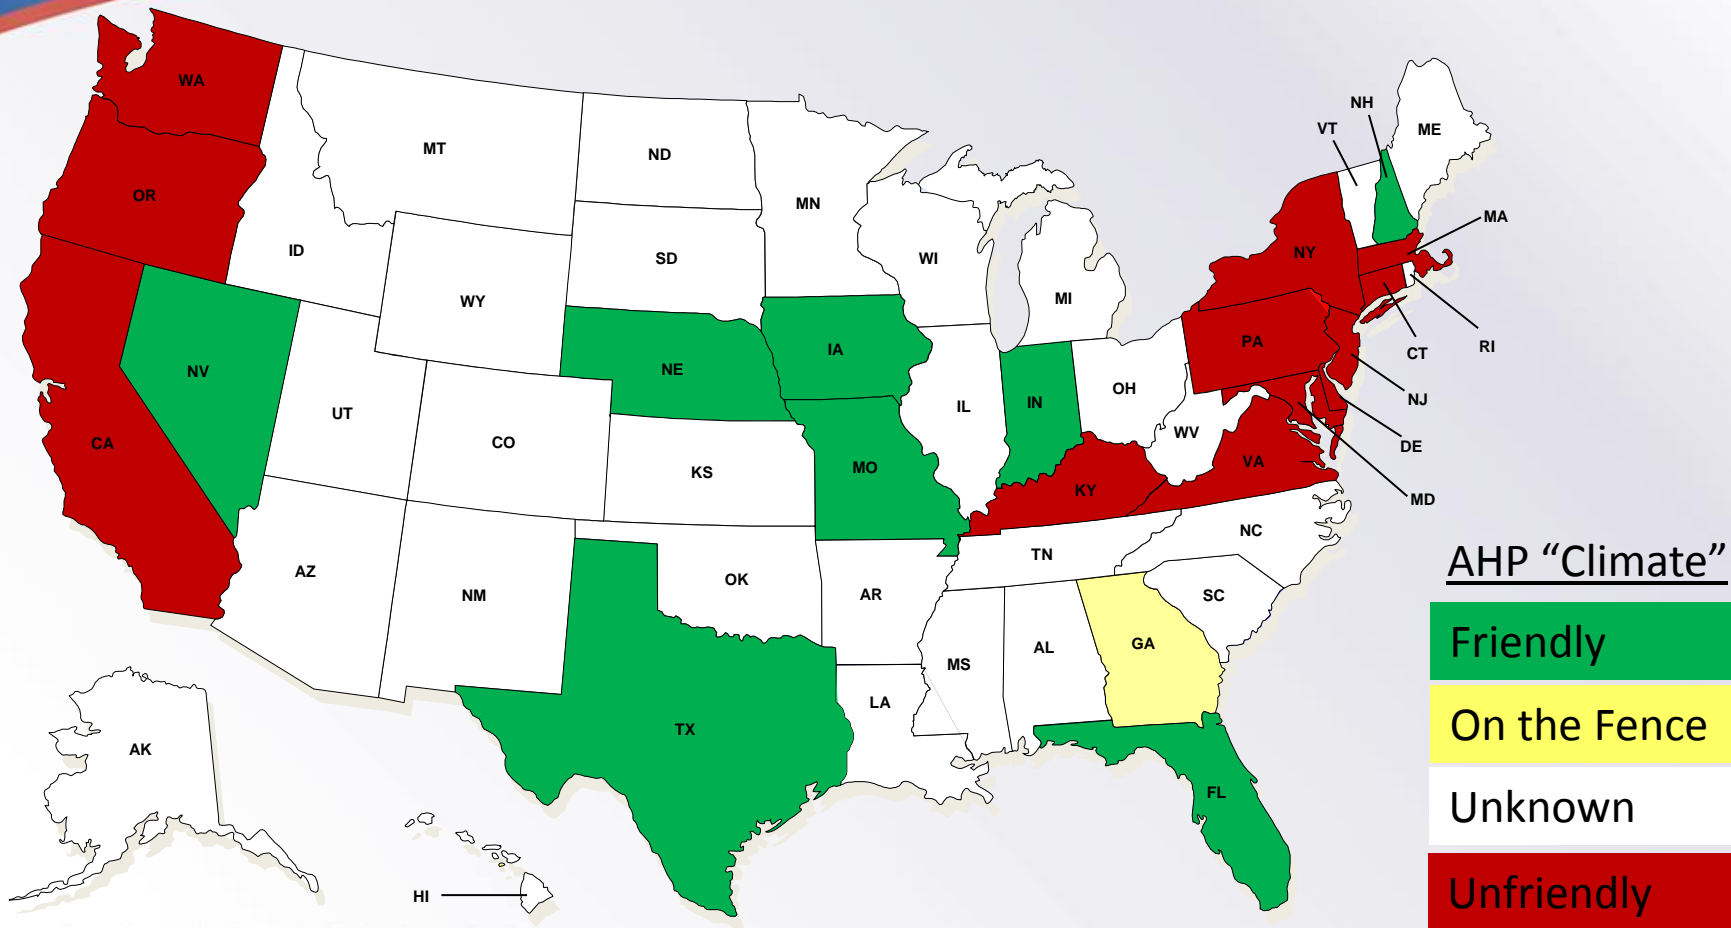 WA
OR
CA
NV
ID
MT
WY
UT
AZ
CO
NM
ND
SD
NE
KS
OK
TX
MN
IA
MO
AR
LA
WI
IL
MI
IN
OH
KY
TN
MS
AL
GA
FL
SC
NC
VA
WV
PA
NY
VT
NH
ME
MA
RI
CT
NJ
DE
MD
AK
HI
AHP “Climate”
Friendly
On the Fence
Unknown
Unfriendly